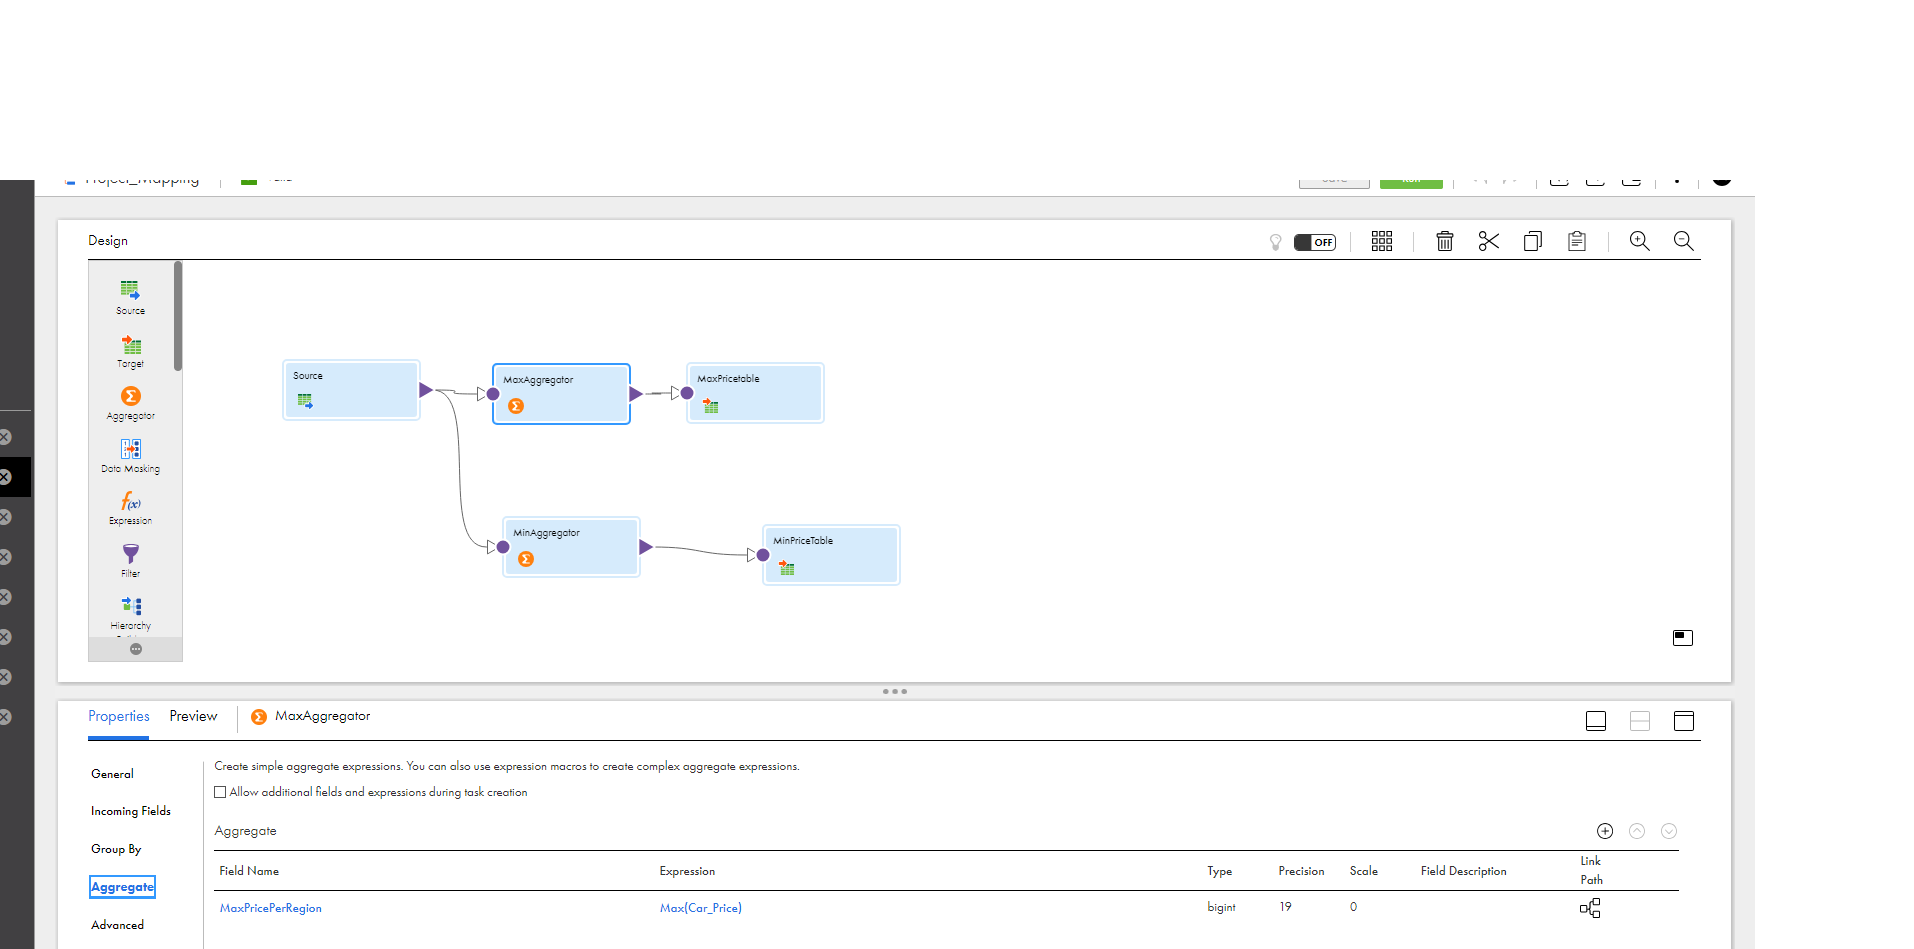 Project_Mapping
Design
OFF
Source
Target
Aggregator
Data Masking
Expression
Filter
Hierarchy
Source
MaxAggregator
MaxPricetable
MinAggregator
MinPriceTable
Properties Preview MaxAggregator
General
Incoming Fields
Group By
Aggregate
Advanced
Create simple aggregate expressions. You can also use expression macros to create complex aggregate expressions.
Allow additional fields and expressions during task creation
Aggregate
Field Name Expression Type Precision Scale Field Description Link Path
MaxPricePerRegion Max(Car_Price) bigint 19 0